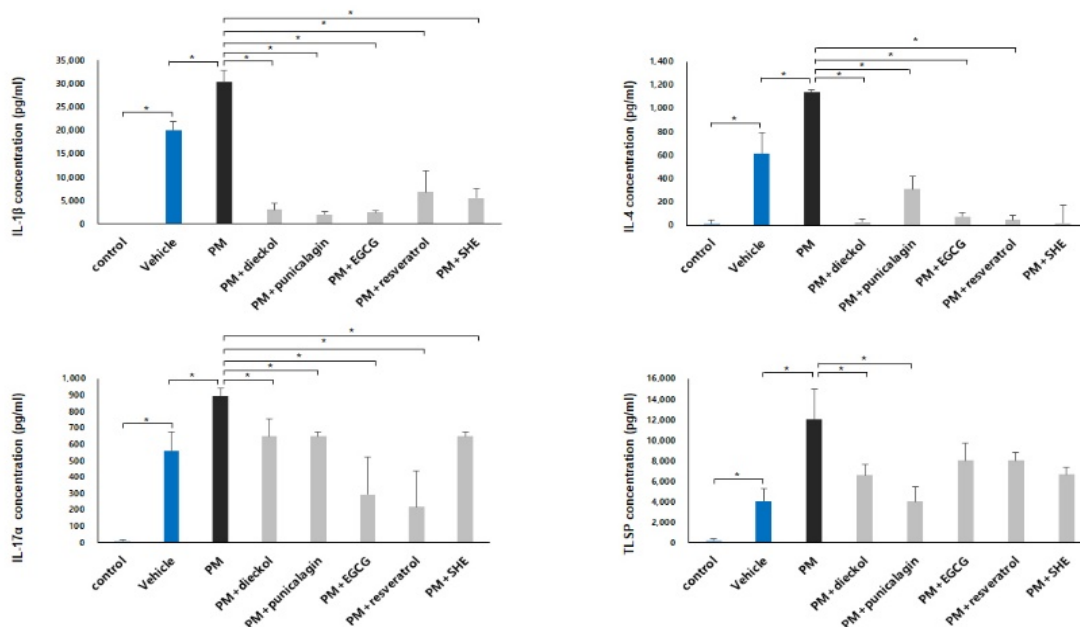 *
*
*
*
*
*
*
IL-1β concentration (pg/ml)
35,000
30,000
25,000
20,000
15,000
10,000
5,000
0
control
Vehicle
PM
PM+dieckol
PM+punicalagin
PM+EGCG
PM+resveratrol
PM+SHE
*
*
*
*
*
*
IL-4 concentration (pg/ml)
1,400
1,200
1,000
800
600
400
200
0
control
Vehicle
PM
PM+dieckol
PM+punicalagin
PM+EGCG
PM+resveratrol
PM+SHE
*
*
*
*
*
*
*
IL-17α concentration (pg/ml)
1,000
900
800
700
600
500
400
300
200
100
0
control
Vehicle
PM
PM+dieckol
PM+punicalagin
PM+EGCG
PM+resveratrol
PM+SHE
*
*
*
*
TLSP concentration (pg/ml)
16,000
14,000
12,000
10,000
8,000
6,000
4,000
2,000
0
control
Vehicle
PM
PM+dieckol
PM+punicalagin
PM+EGCG
PM+resveratrol
PM+SHE